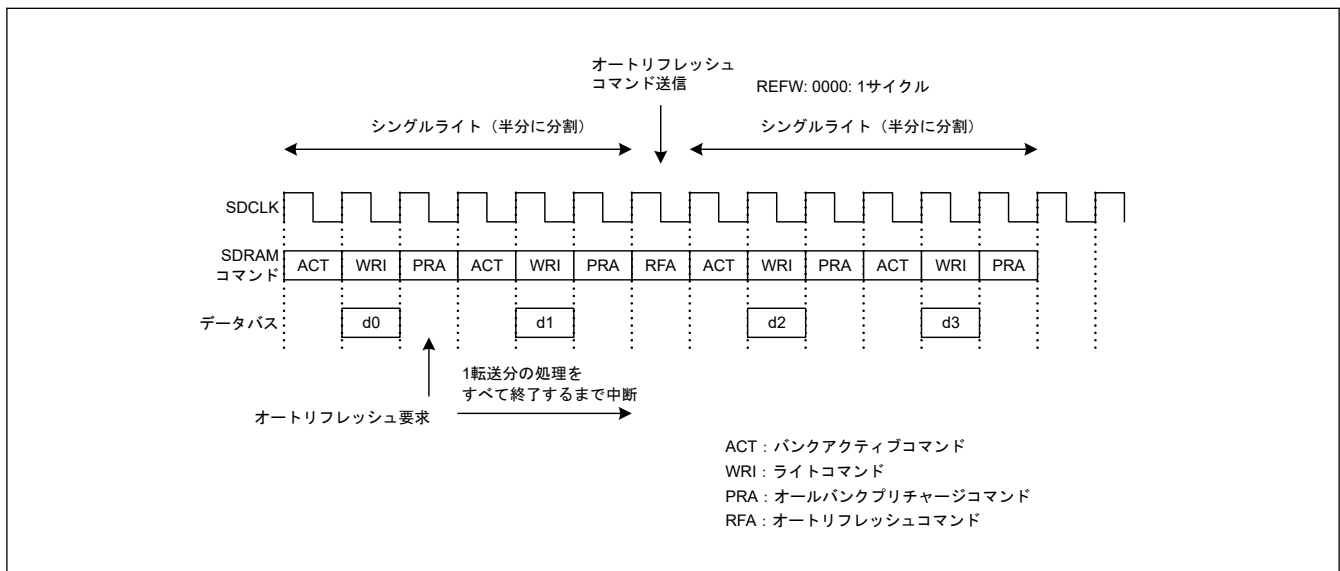 オートリフレッシュ
コマンド送信
REFW: 0000: 1サイクル
シングルライト（半分に分割）
シングルライト（半分に分割）
SDCLK
SDRAM
コマンド
ACT WRI PRA ACT WRI PRA RFA ACT WRI PRA ACT WRI PRA
データバス
d0 d1 d2 d3
1転送分の処理を
すべて終了するまで中断
オートリフレッシュ要求
ACT：バンクアクティブコマンド
WRI：ライトコマンド
PRA：オールバンクプリチャージコマンド
RFA：オートリフレッシュコマンド